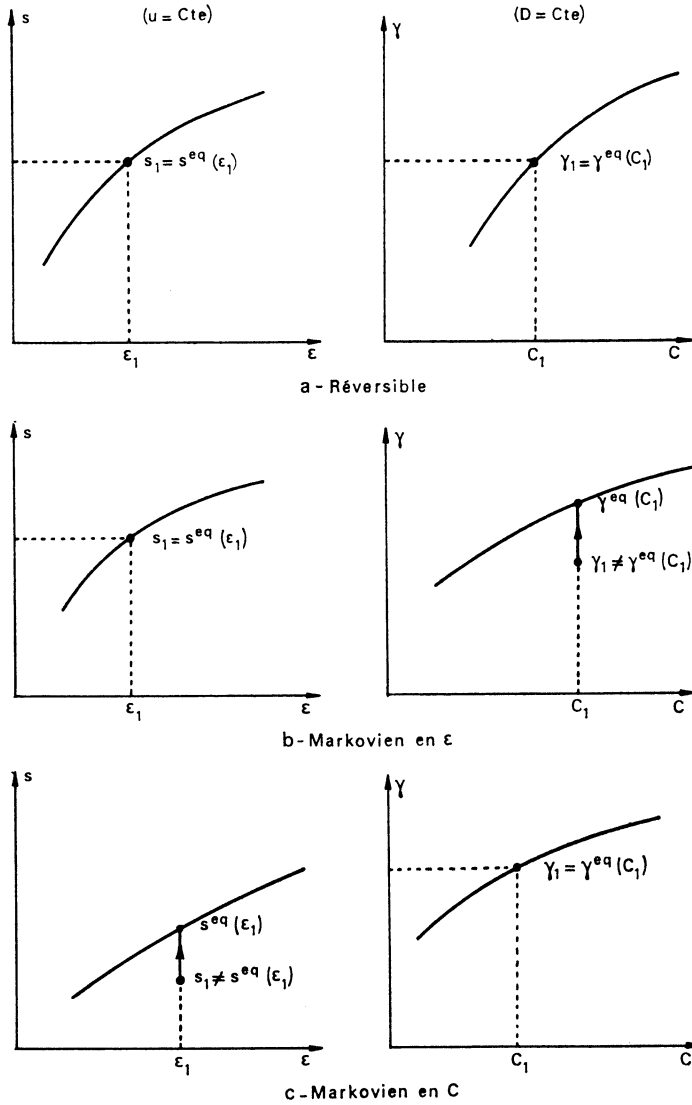 s (u = Cte)
s₁ = s^eq (ε₁)
ε₁ ε
γ (D = Cte)
γ₁ = γ^eq (C₁)
C₁ C
a - Réversible
s
s₁ = s^eq (ε₁)
ε₁ ε
γ
γ^eq (C₁)
γ₁ ≠ γ^eq (C₁)
C₁ C
b - Markovien en ε
s
s^eq (ε₁)
s₁ ≠ s^eq (ε₁)
ε₁ ε
γ
γ₁ = γ^eq (C₁)
C₁ C
c - Markovien en C